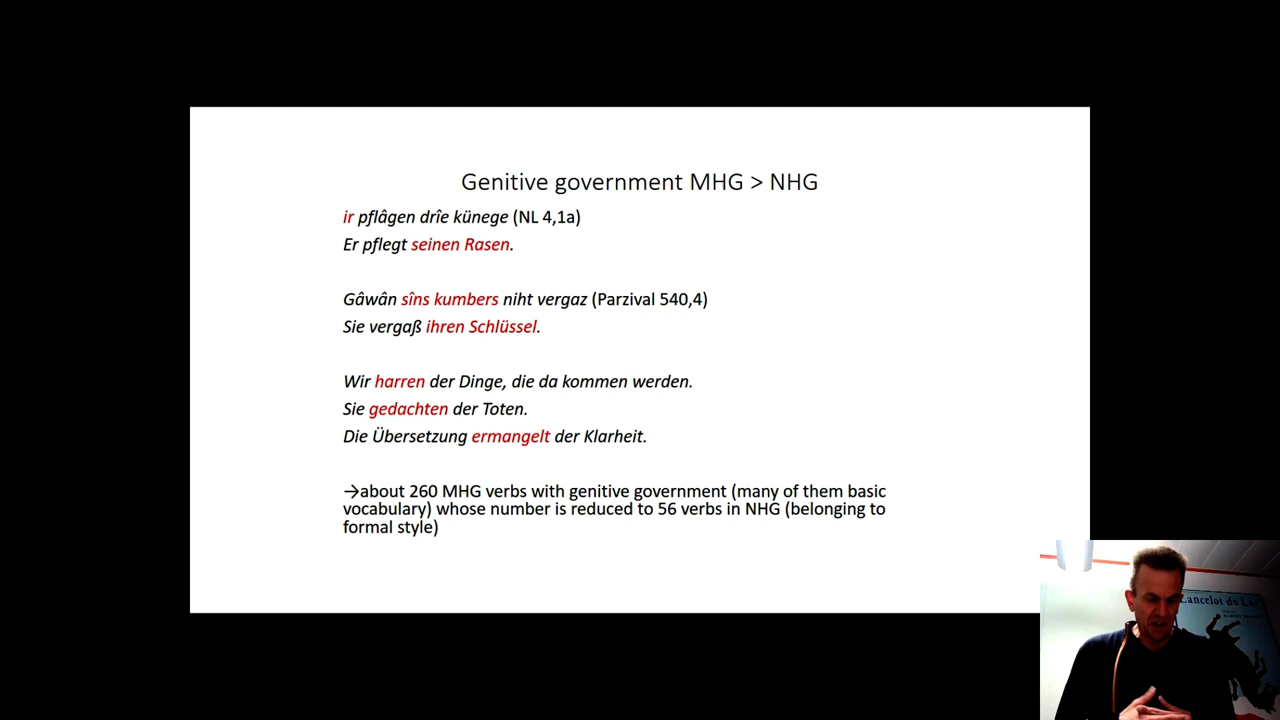 Genitive government MHG > NHG
ir pflâgen drîe künege (NL 4,1a)
Er pflegt seinen Rasen.
Gâwân sîns kumbers niht vergaz (Parzival 540,4)
Sie vergaß ihren Schlüssel.
Wir harren der Dinge, die da kommen werden.
Sie gedachten der Toten.
Die Übersetzung ermangelt der Klarheit.
→about 260 MHG verbs with genitive government (many of them basic
vocabulary) whose number is reduced to 56 verbs in NHG (belonging to
formal style)
Lancelot du Lac